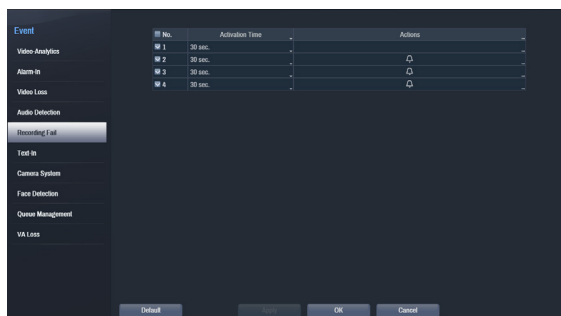 Event
No. Activation Time Actions
Video-Analytics
1 30 sec.
Alarm-In
2 30 sec.
3 30 sec.
Video Loss
4 30 sec.
Audio Detection
Recording Fail
Text-In
Camera System
Face Detection
Queue Management
VA Loss
Default Apply OK Cancel